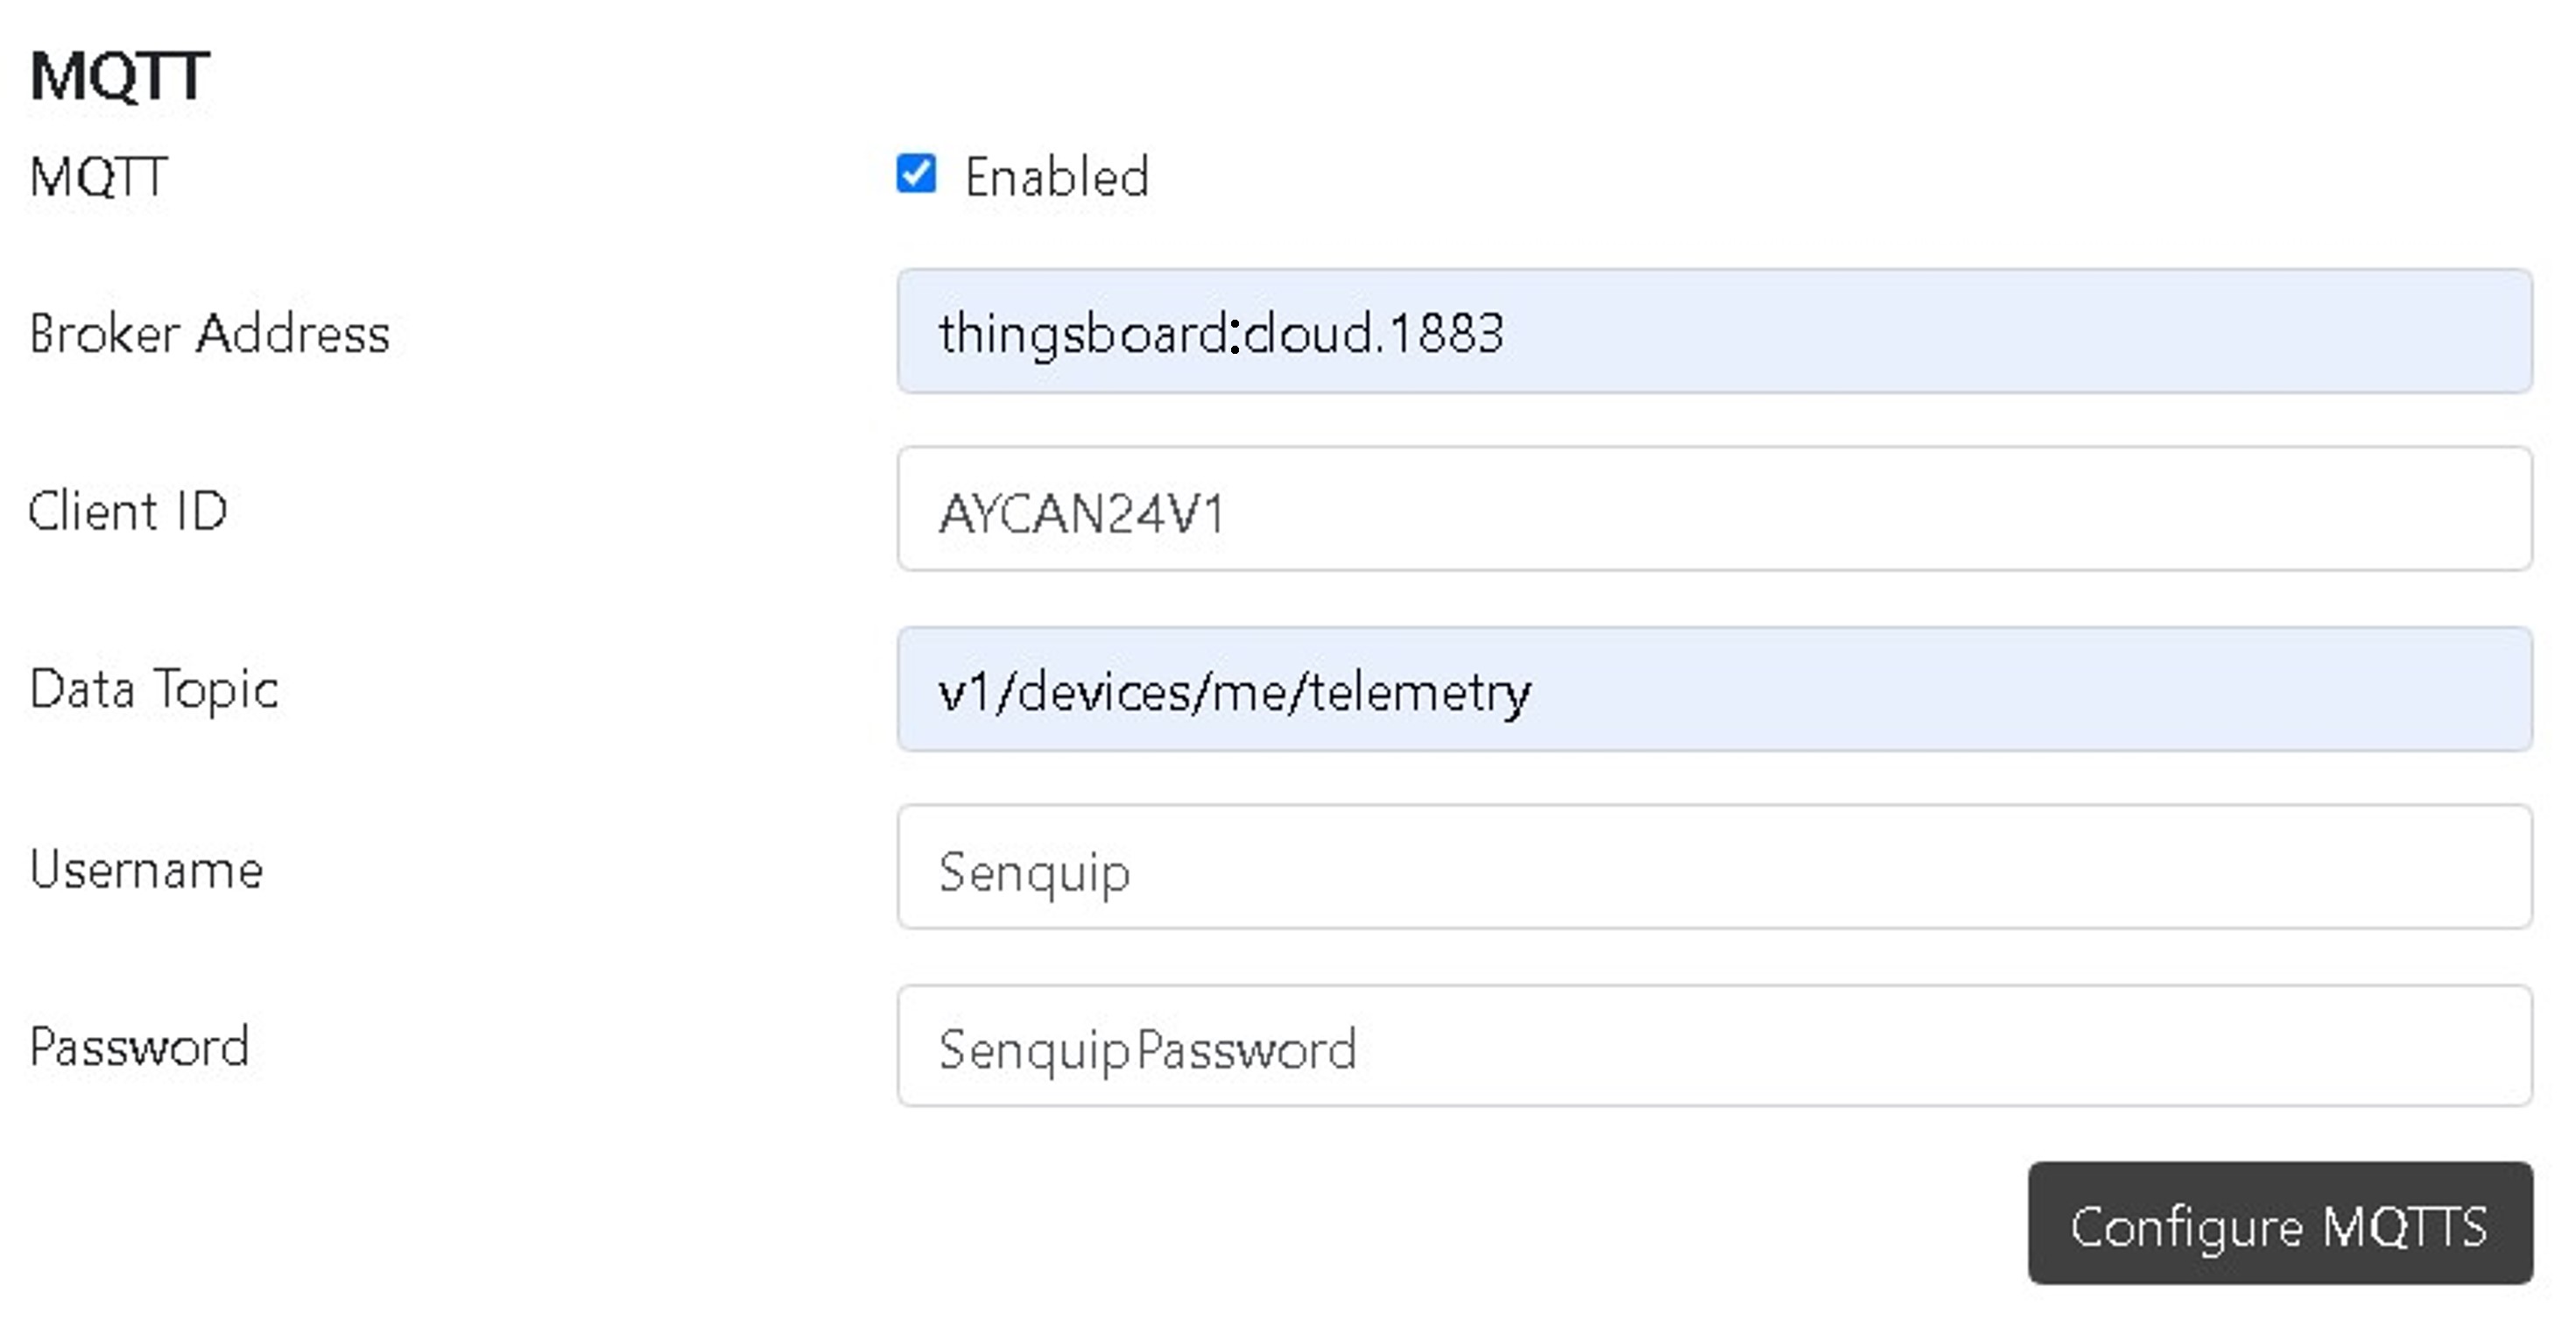 MQTT
MQTT Enabled
Broker Address thingsboard:cloud.1883
Client ID AYCAN24V1
Data Topic v1/devices/me/telemetry
Username Senquip
Password SenquipPassword
Configure MQTTS